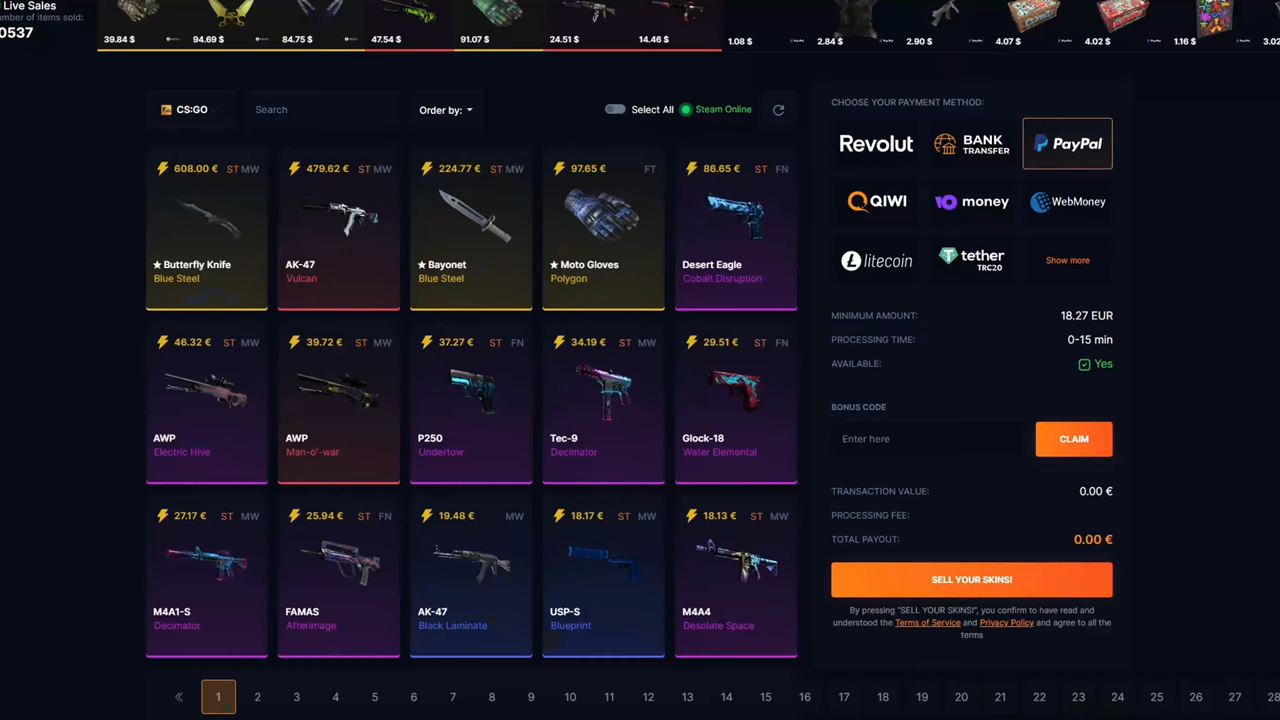 Live Sales
umber of items sold:
0537
39.84 $
94.69 $
84.75 $
47.54 $
91.07 $
24.51 $
14.46 $
1.08 $
2.84 $
2.90 $
4.07 $
4.02 $
1.16 $
3.02
CS:GO
Search
Order by:
Select All
Steam Online
608.00 € ST MW
★ Butterfly Knife
Blue Steel
479.62 € ST MW
AK-47
Vulcan
224.77 € ST MW
★ Bayonet
Blue Steel
97.65 € FT
★ Moto Gloves
Polygon
86.65 € ST FN
Desert Eagle
Cobalt Disruption
46.32 € ST MW
AWP
Electric Hive
39.72 € ST MW
AWP
Man-o'-war
37.27 € ST FN
P250
Undertow
34.19 € ST MW
Tec-9
Decimator
29.51 € ST FN
Glock-18
Water Elemental
27.17 € ST MW
M4A1-S
Decimator
25.94 € ST FN
FAMAS
Afterimage
19.48 € MW
AK-47
Black Laminate
18.17 € ST MW
USP-S
Blueprint
18.13 € ST MW
M4A4
Desolate Space
« 1 2 3 4 5 6 7 8 9 10 11 12 13 14 15 16 17 18 19 20 21 22 23 24 25 26 27 28
CHOOSE YOUR PAYMENT METHOD:
Revolut
BANK
TRANSFER
PayPal
QIWI
money
WebMoney
litecoin
tether
TRC20
Show more
MINIMUM AMOUNT: 18.27 EUR
PROCESSING TIME: 0-15 min
AVAILABLE: Yes
BONUS CODE
Enter here
CLAIM
TRANSACTION VALUE: 0.00 €
PROCESSING FEE:
TOTAL PAYOUT: 0.00 €
SELL YOUR SKINS!
By pressing "SELL YOUR SKINS!", you confirm to have read and
understood the Terms of Service and Privacy Policy and agree to all the
terms